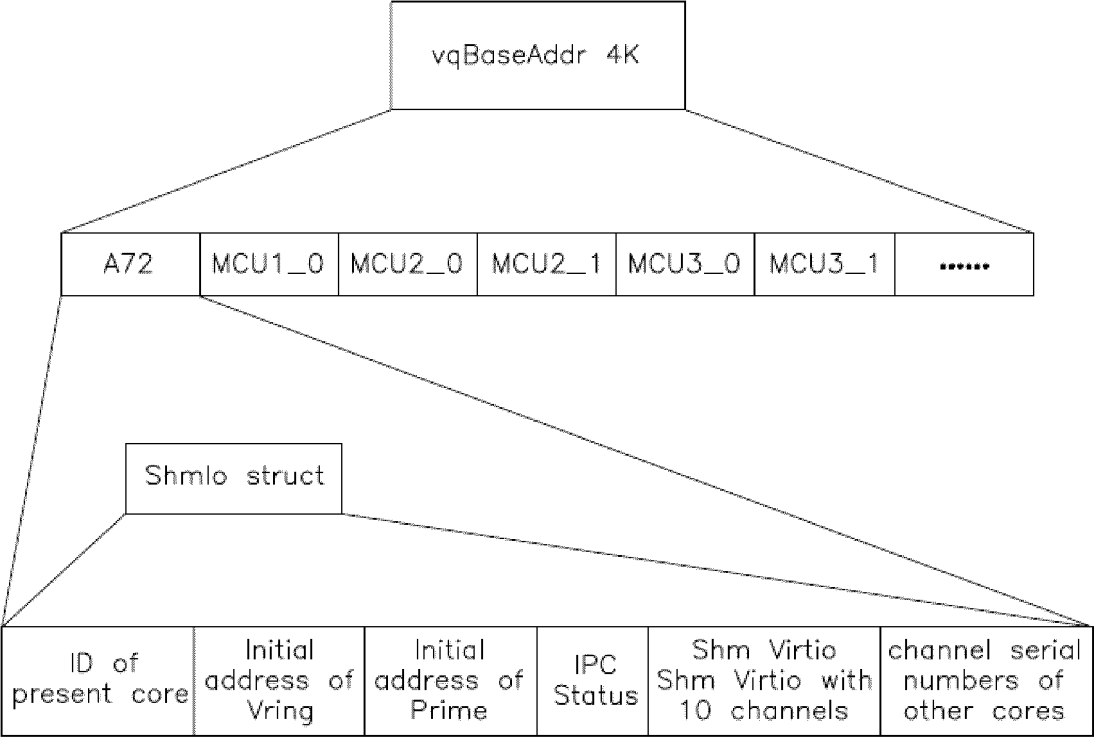 vqBaseAddr 4K
A72
MCU1_0
MCU2_0
MCU2_1
MCU3_0
MCU3_1
......
Shmlo struct
ID of
present core
Initial
address of
Vring
Initial
address of
Prime
IPC
Status
Shm Virtio
Shm Virtio with
10 channels
channel serial
numbers of
other cores